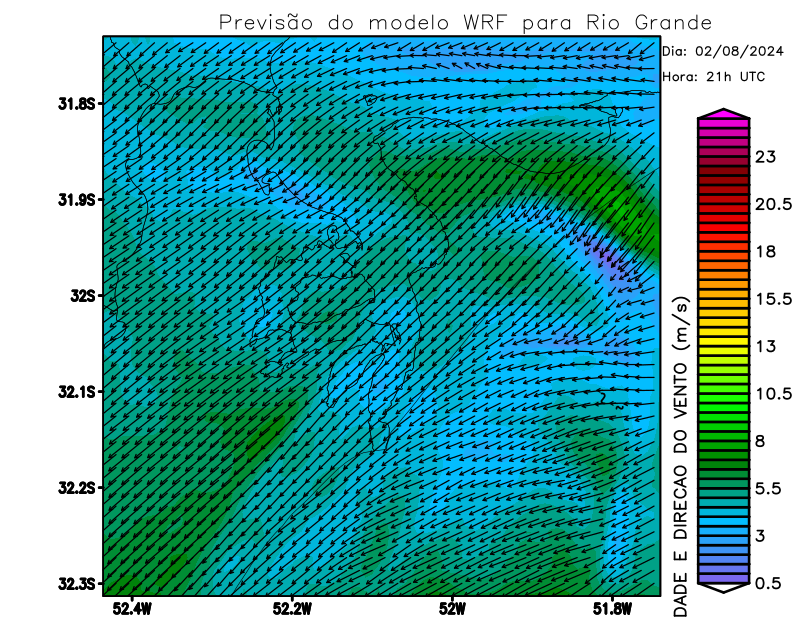 Previsão do modelo WRF para Rio Grande
Dia: 02/08/2024
Hora: 21h UTC
31.8S
31.9S
32S
32.1S
32.2S
32.3S
52.4W
52.2W
52W
51.8W
23
20.5
18
15.5
13
10.5
8
5.5
3
0.5
DADE E DIRECAO DO VENTO (m/s)